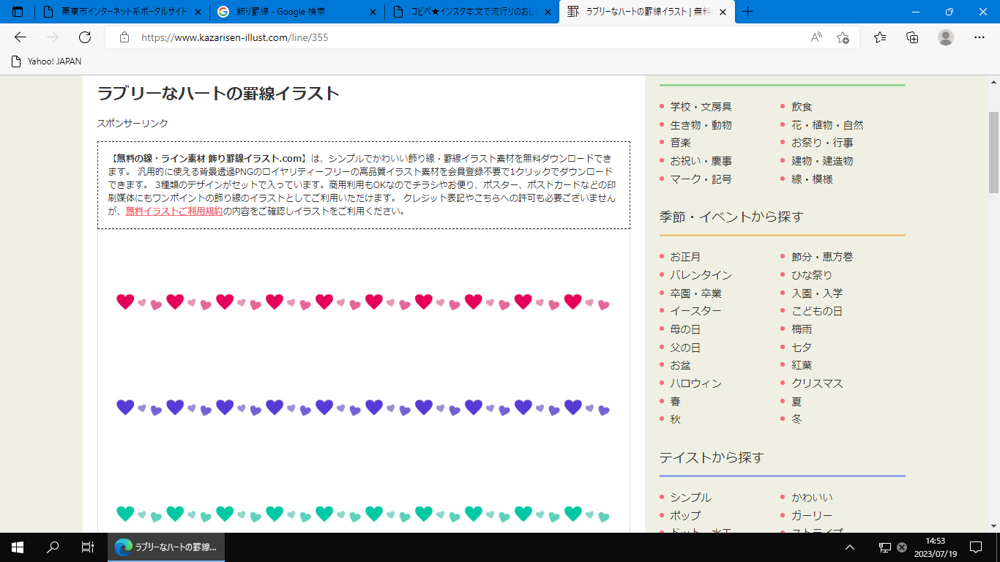 栗東市インターネット系ポータルサイト
飾り罫線 - Google 検索
コピペ★インスタ本文で流行りのおし
ラブリーなハートの罫線イラスト | 無料
https://www.kazarisen-illust.com/line/355
Yahoo! JAPAN
ラブリーなハートの罫線イラスト
スポンサーリンク
【無料の線・ライン素材 飾り罫線イラスト.com】は、シンプルでかわいい飾り線・罫線イラスト素材を無料ダウンロードでき
ます。 汎用的に使える背景透過PNGのロイヤリティーフリーの高品質イラスト素材を会員登録不要で1クリックでダウンロード
できます。 3種類のデザインがセットで入っています。商用利用もOKなのでチラシやお便り、ポスター、ポストカードなどの印
刷媒体にもワンポイントの飾り線のイラストとしてご利用いただけます。 クレジット表記やこちらへの許可も必要ございません
が、無料イラストご利用規約の内容をご確認しイラストをご利用ください。
学校・文房具
飲食
生き物・動物
花・植物・自然
音楽
お祭り・行事
お祝い・慶事
建物・建造物
マーク・記号
線・模様
季節・イベントから探す
お正月
節分・恵方巻
バレンタイン
ひな祭り
卒園・卒業
入園・入学
イースター
こどもの日
母の日
梅雨
父の日
七夕
お盆
紅葉
ハロウィン
クリスマス
春
夏
秋
冬
テイストから探す
シンプル
かわいい
ポップ
ガーリー
ドット・水玉
ストライプ
ラブリーなハートの罫線...
14:53
2023/07/19